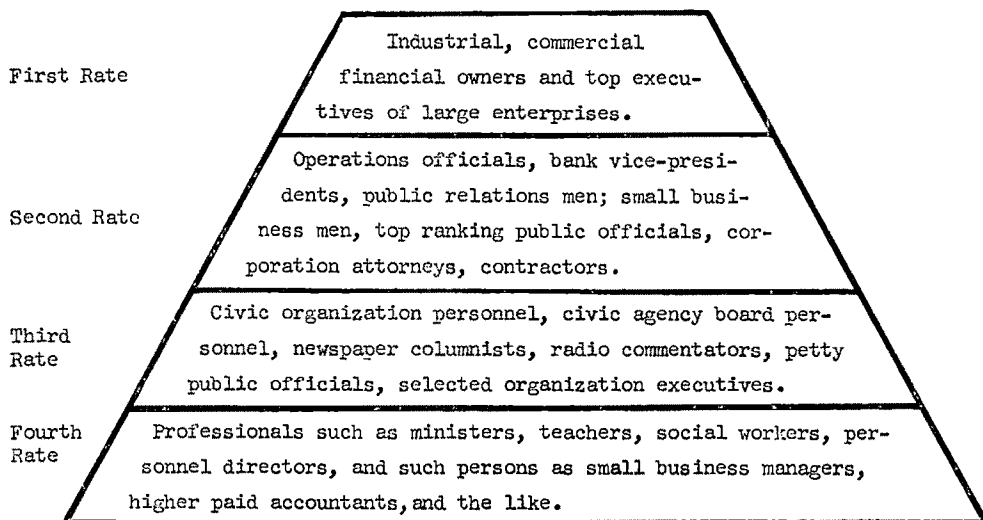 First Rate
Industrial, commercial
financial owners and top execu-
tives of large enterprises.
Second Rate
Operations officials, bank vice-presi-
dents, public relations men; small busi-
ness men, top ranking public officials, cor-
poration attorneys, contractors.
Third
Rate
Civic organization personnel, civic agency board per-
sonnel, newspaper columnists, radio commentators, petty
public officials, selected organization executives.
Fourth
Rate
Professionals such as ministers, teachers, social workers, per-
sonnel directors, and such persons as small business managers,
higher paid accountants, and the like.